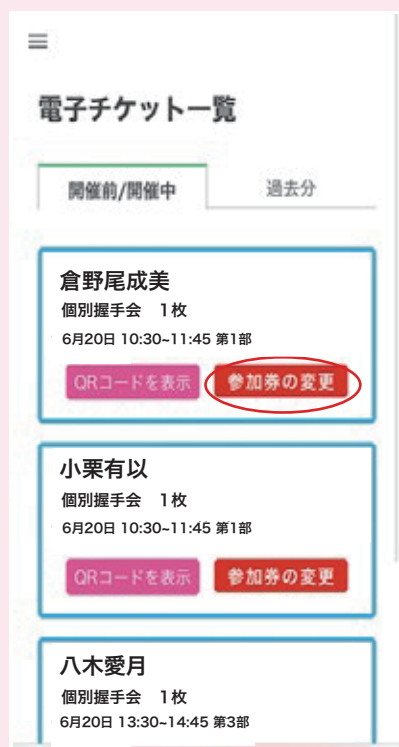 電子チケット一覧
開催前/開催中 過去分
倉野尾成美
個別握手会 1枚
6月20日 10:30~11:45 第1部
QRコードを表示 参加券の変更
小栗有以
個別握手会 1枚
6月20日 10:30~11:45 第1部
QRコードを表示 参加券の変更
八木愛月
個別握手会 1枚
6月20日 13:30~14:45 第3部